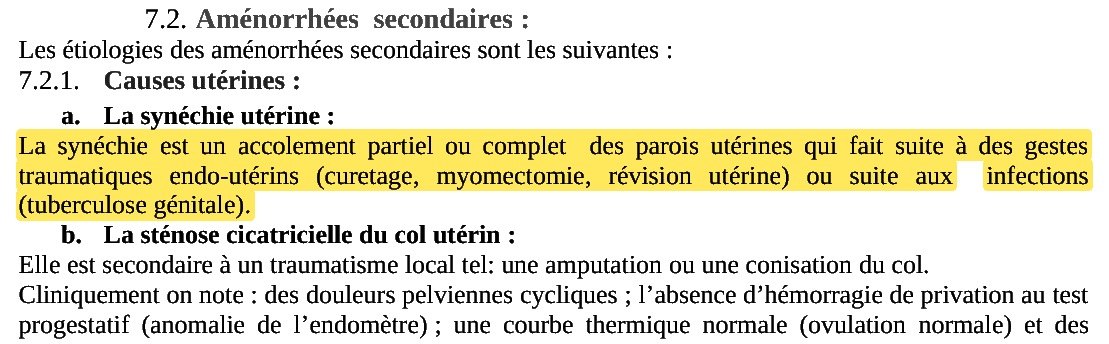 7.2. Aménorrhées secondaires :
Les étiologies des aménorrhées secondaires sont les suivantes :
7.2.1. Causes utérines :
a. La synéchie utérine :
La synéchie est un accolement partiel ou complet des parois utérines qui fait suite à des gestes
traumatiques endo-utérins (curetage, myomectomie, révision utérine) ou suite aux infections
(tuberculose génitale).
b. La sténose cicatricielle du col utérin :
Elle est secondaire à un traumatisme local tel: une amputation ou une conisation du col.
Cliniquement on note : des douleurs pelviennes cycliques ; l’absence d’hémorragie de privation au test
progestatif (anomalie de l’endomètre) ; une courbe thermique normale (ovulation normale) et des